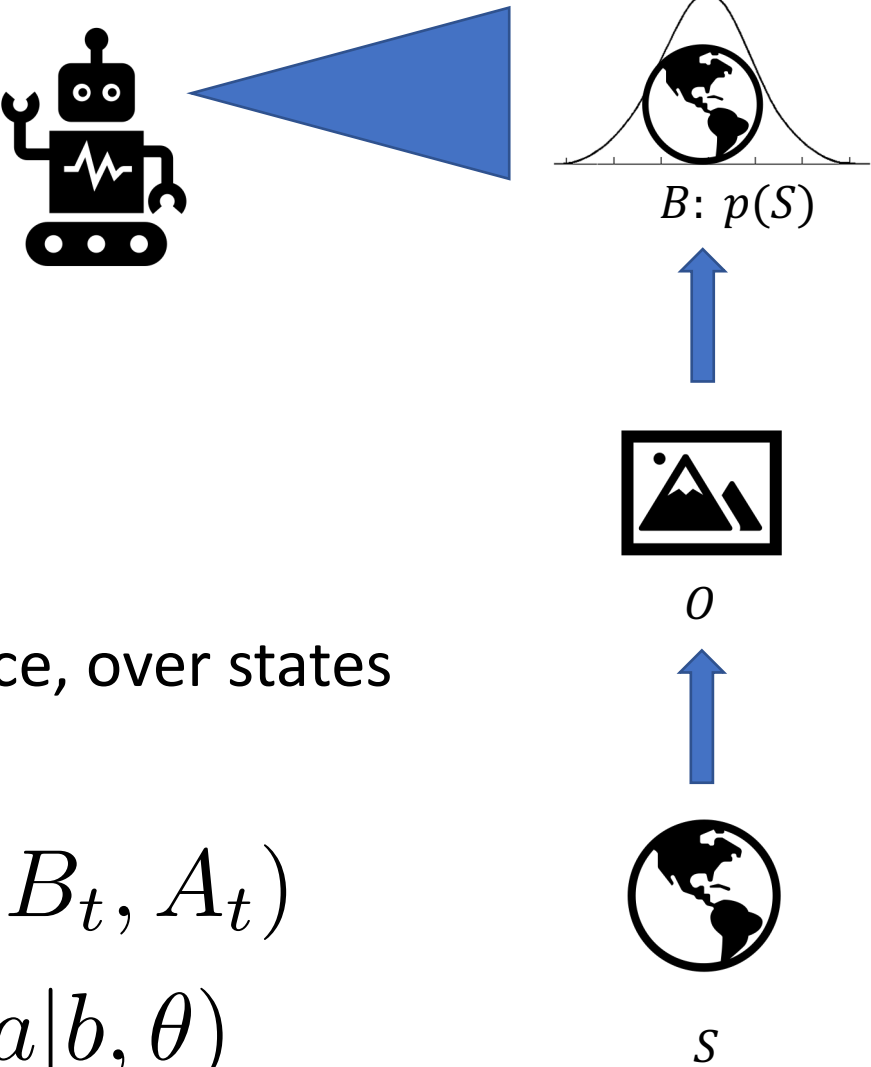 B: p(S)
O
ce, over states
B_t, A_t)
a|b, θ)
S